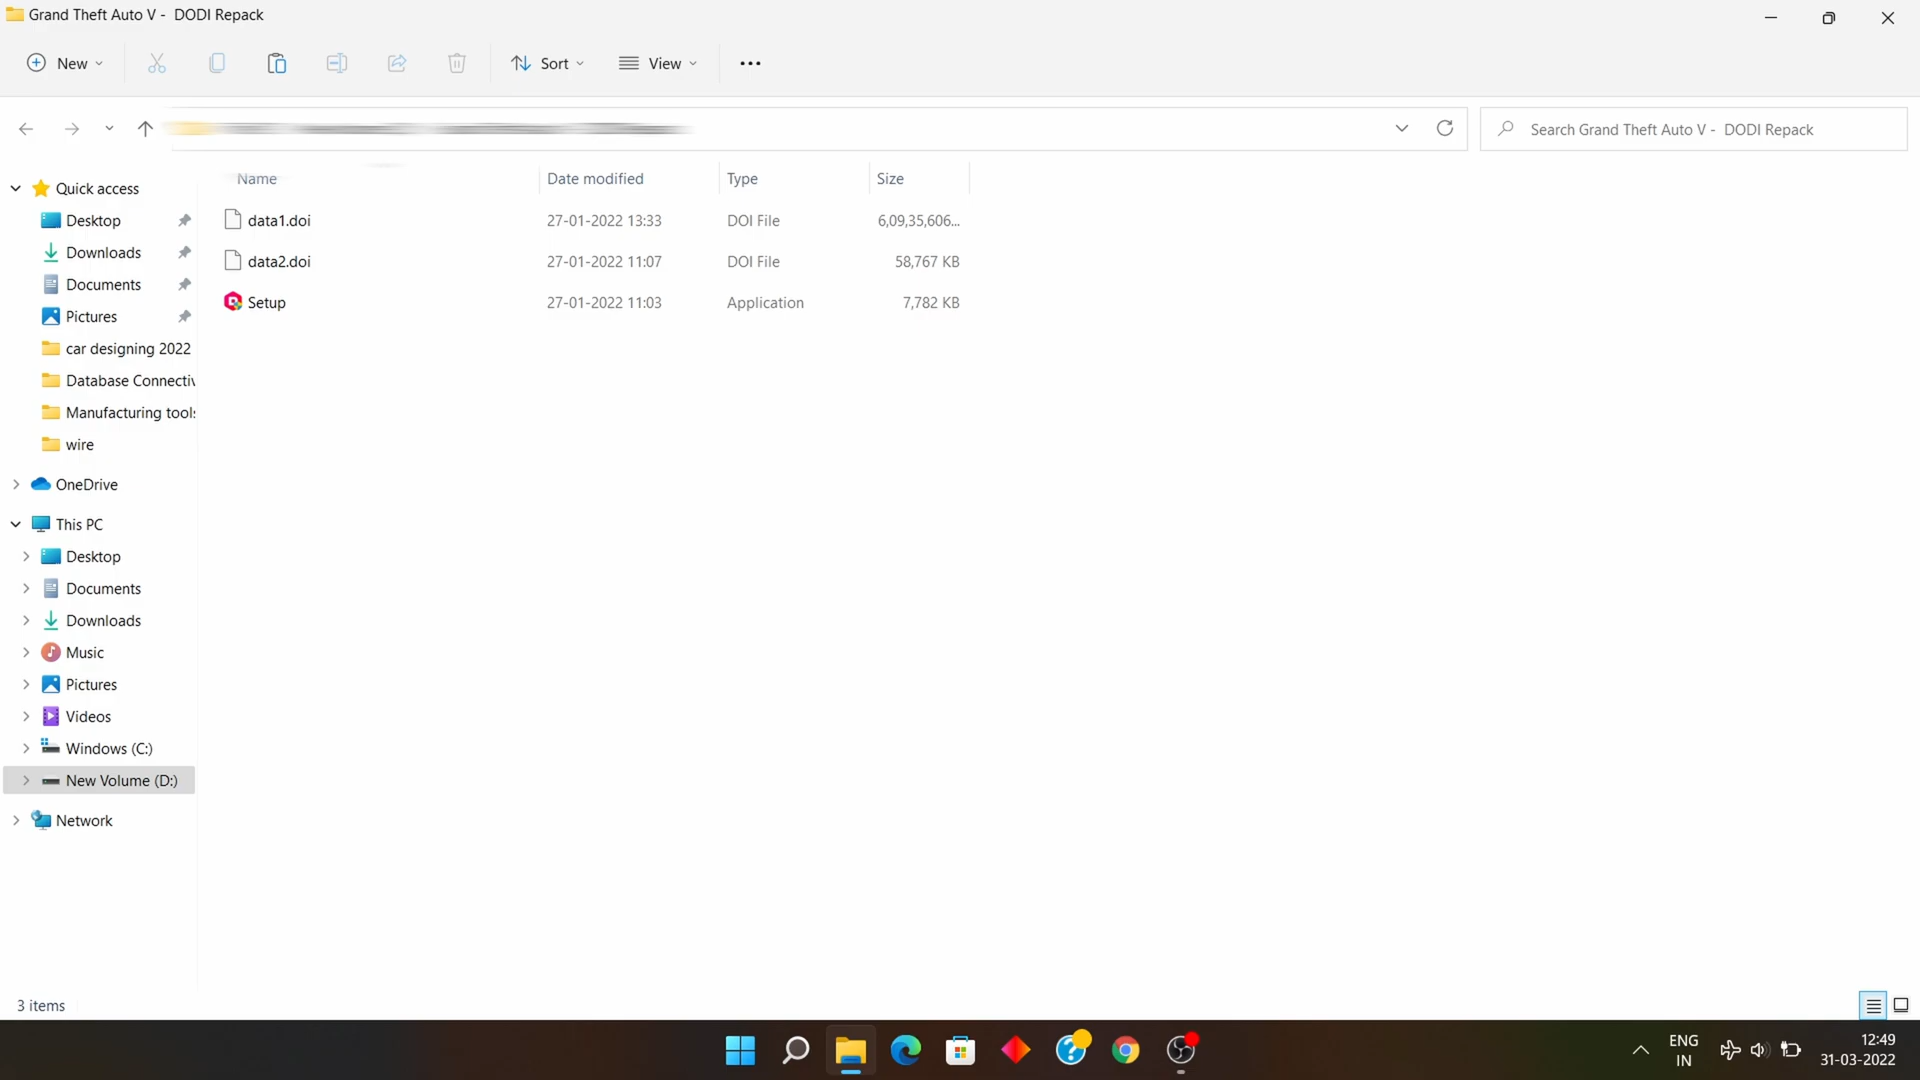 Grand Theft Auto V -  DODI Repack
New
Sort
View
Search Grand Theft Auto V -  DODI Repack
Name
Date modified
Type
Size
data1.doi
27-01-2022 13:33
DOI File
6,09,35,606...
data2.doi
27-01-2022 11:07
DOI File
58,767 KB
Setup
27-01-2022 11:03
Application
7,782 KB
Quick access
Desktop
Downloads
Documents
Pictures
car designing 2022
Database Connectiv
Manufacturing tools
wire
OneDrive
This PC
Desktop
Documents
Downloads
Music
Pictures
Videos
Windows (C:)
New Volume (D:)
Network
3 items
ENG
IN
12:49
31-03-2022